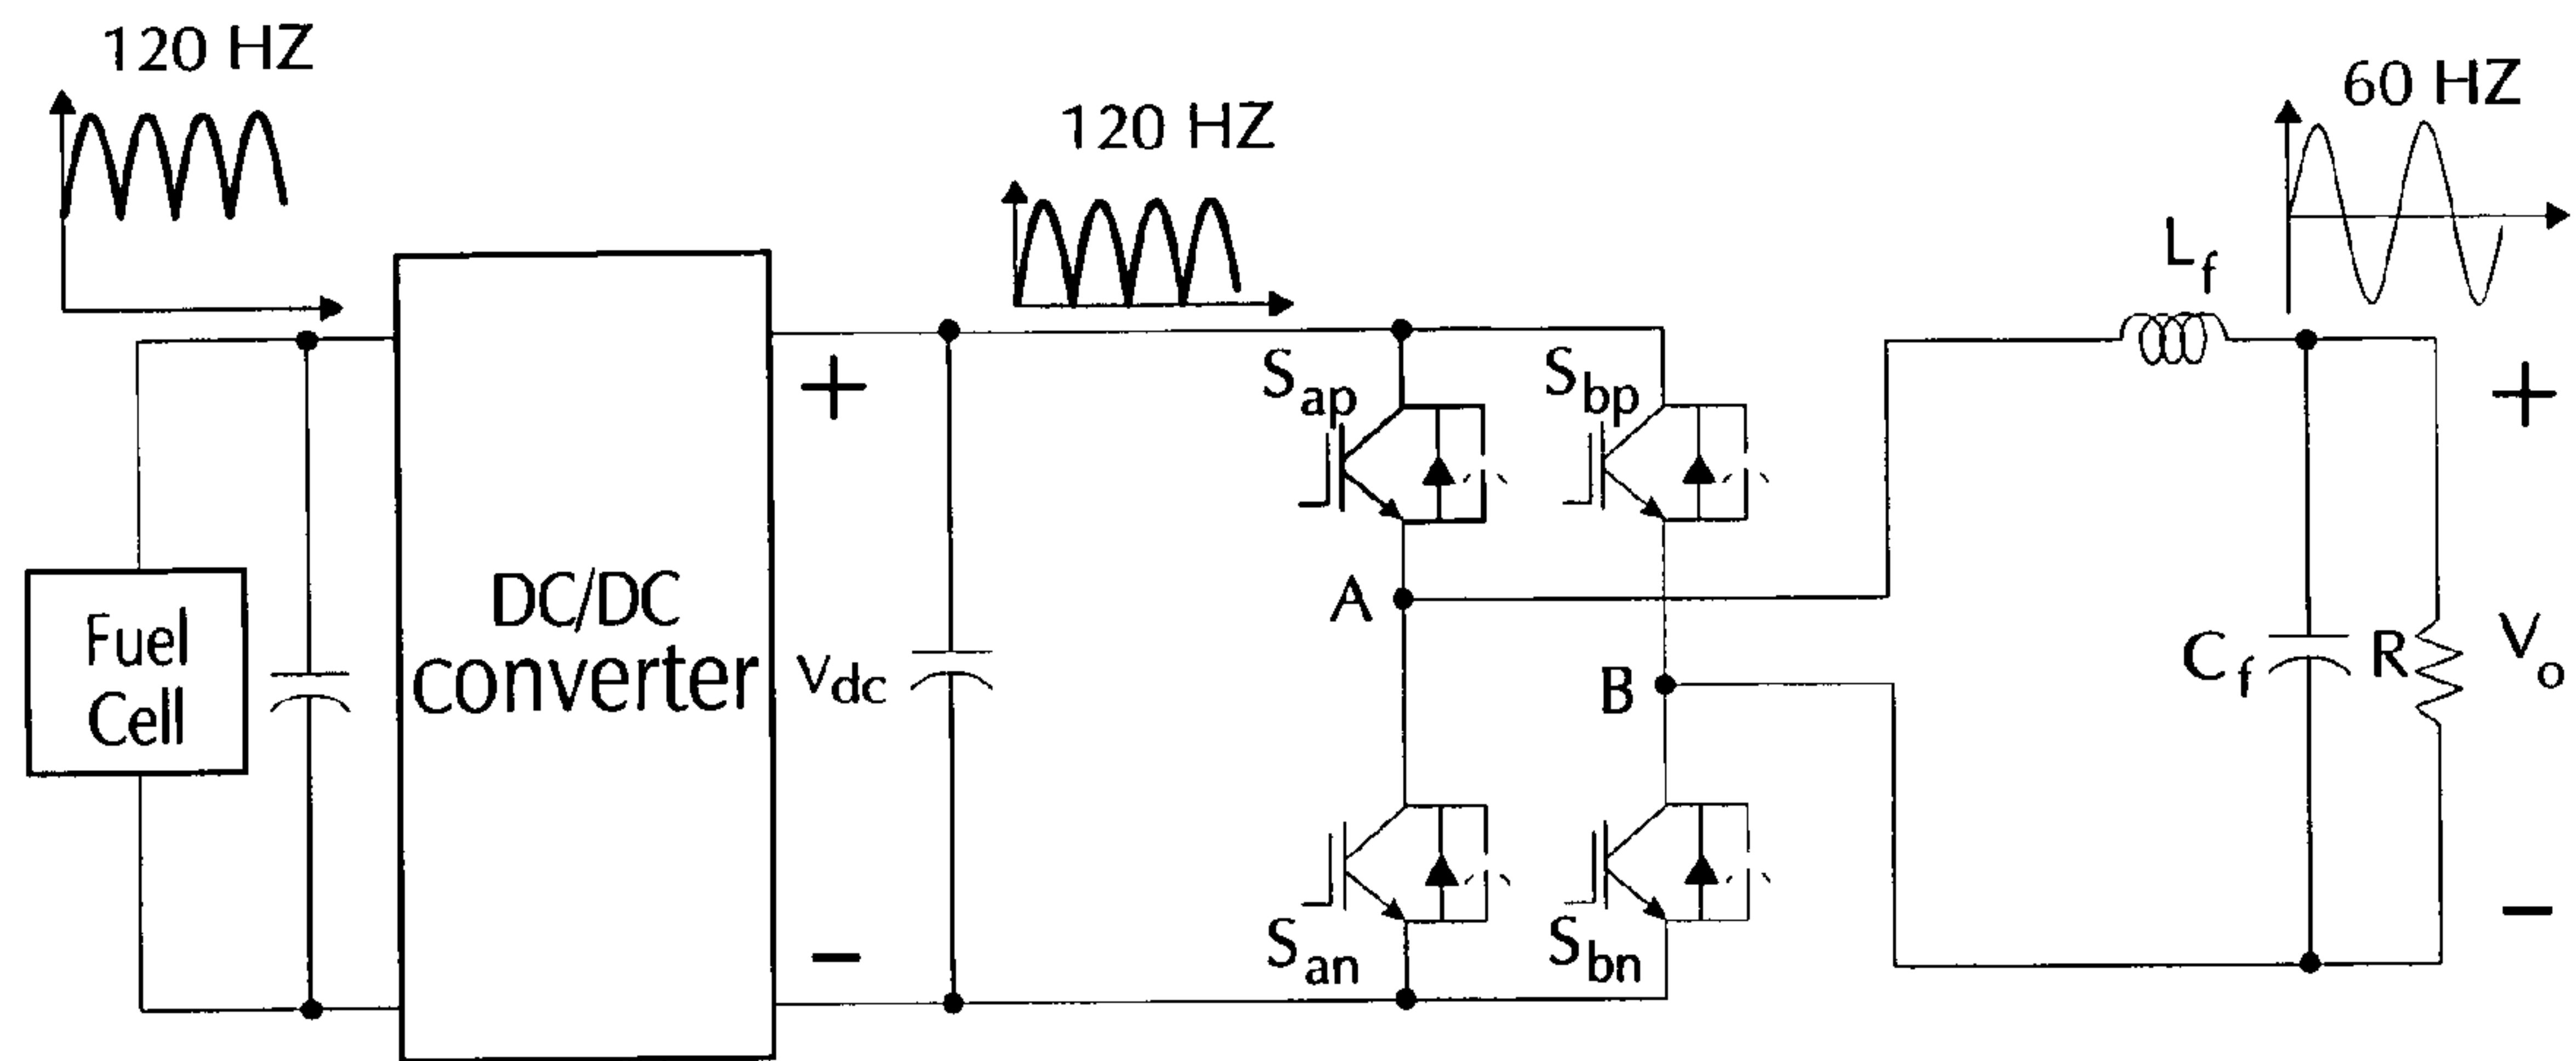 120 HZ
120 HZ
60 HZ
L f
S ap
S bp
+
+
DC/DC
converter
Fuel
Cell
V dc
A
B
C f
R
V o
S an
S bn
−
−